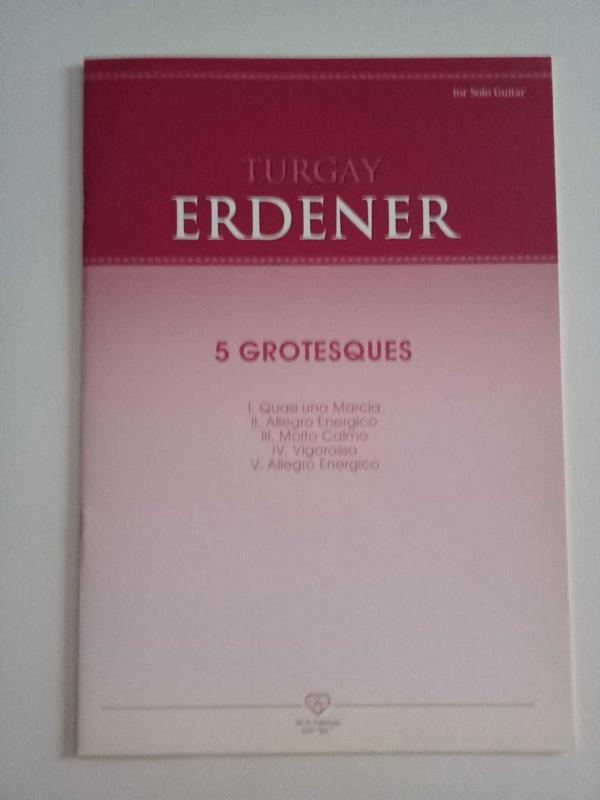 for Solo Guitar
TURGAY
ERDENER
5 GROTESQUES
I. Quasi una Marcia
II. Allegro Energico
III. Molto Calmo
IV. Vigorosso
V. Allegro Energico